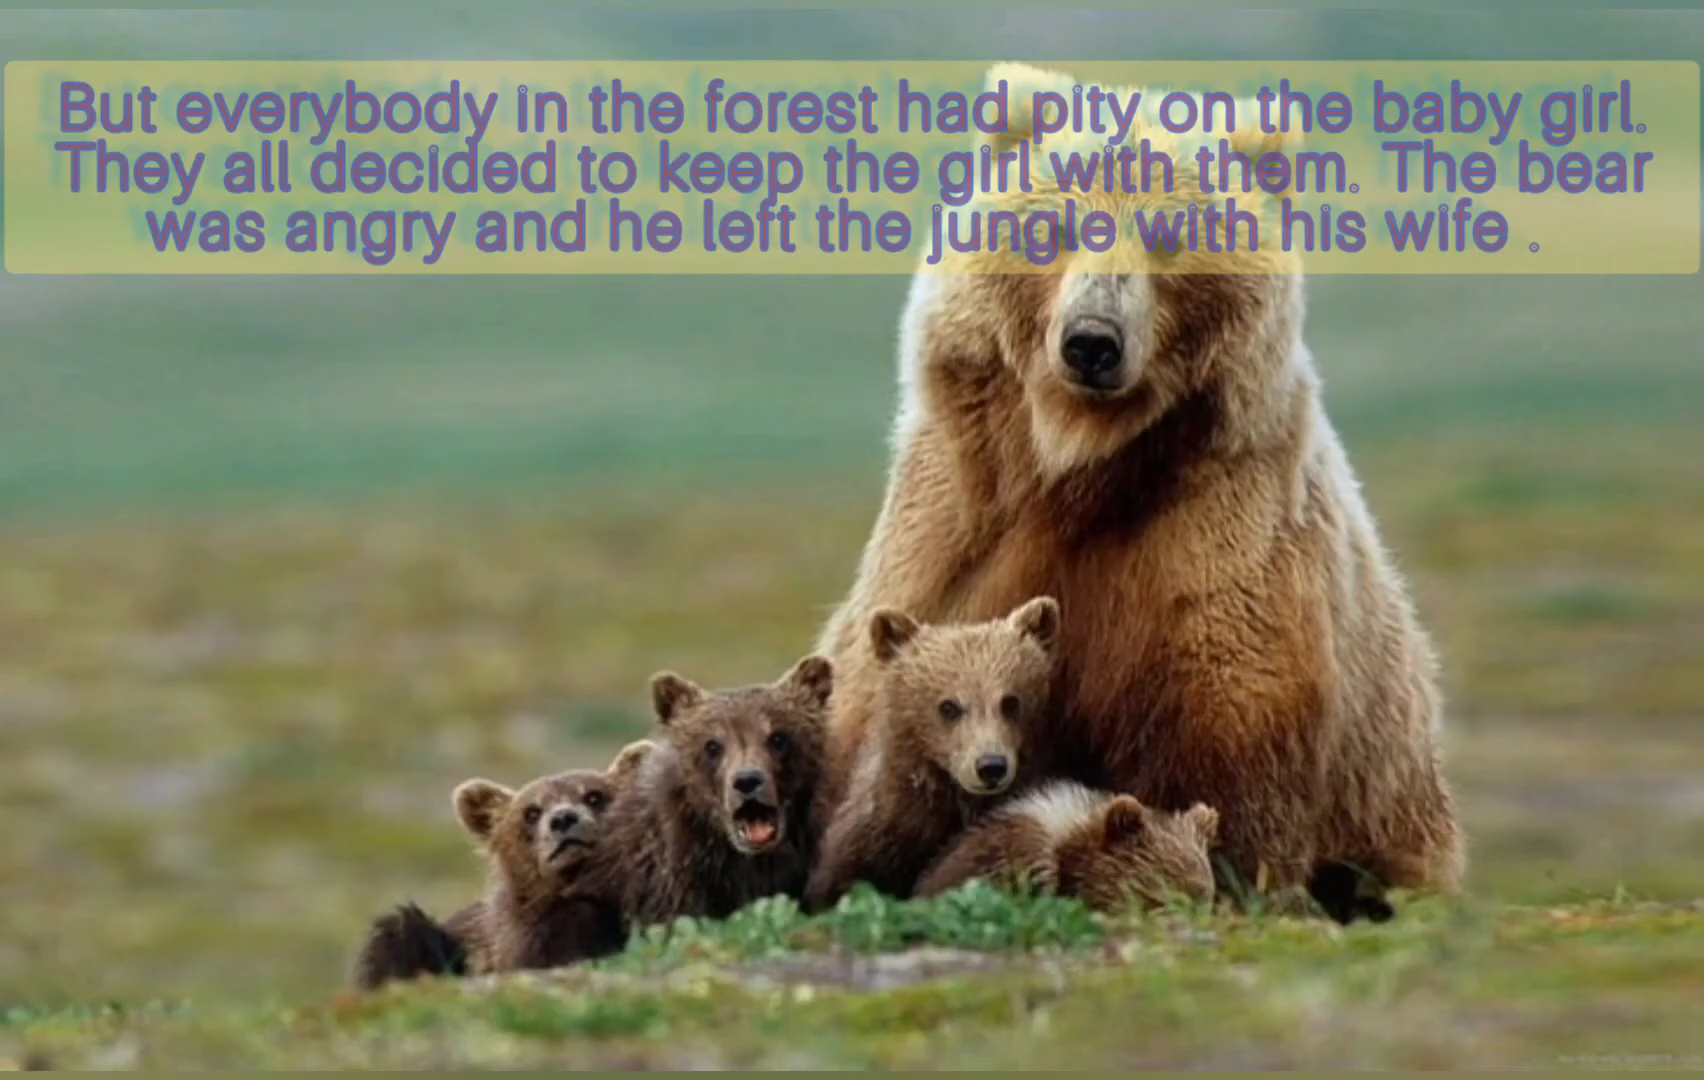 But everybody in the forest had pity on the baby girl.
They all decided to keep the girl with them. The bear
was angry and he left the jungle with his wife .